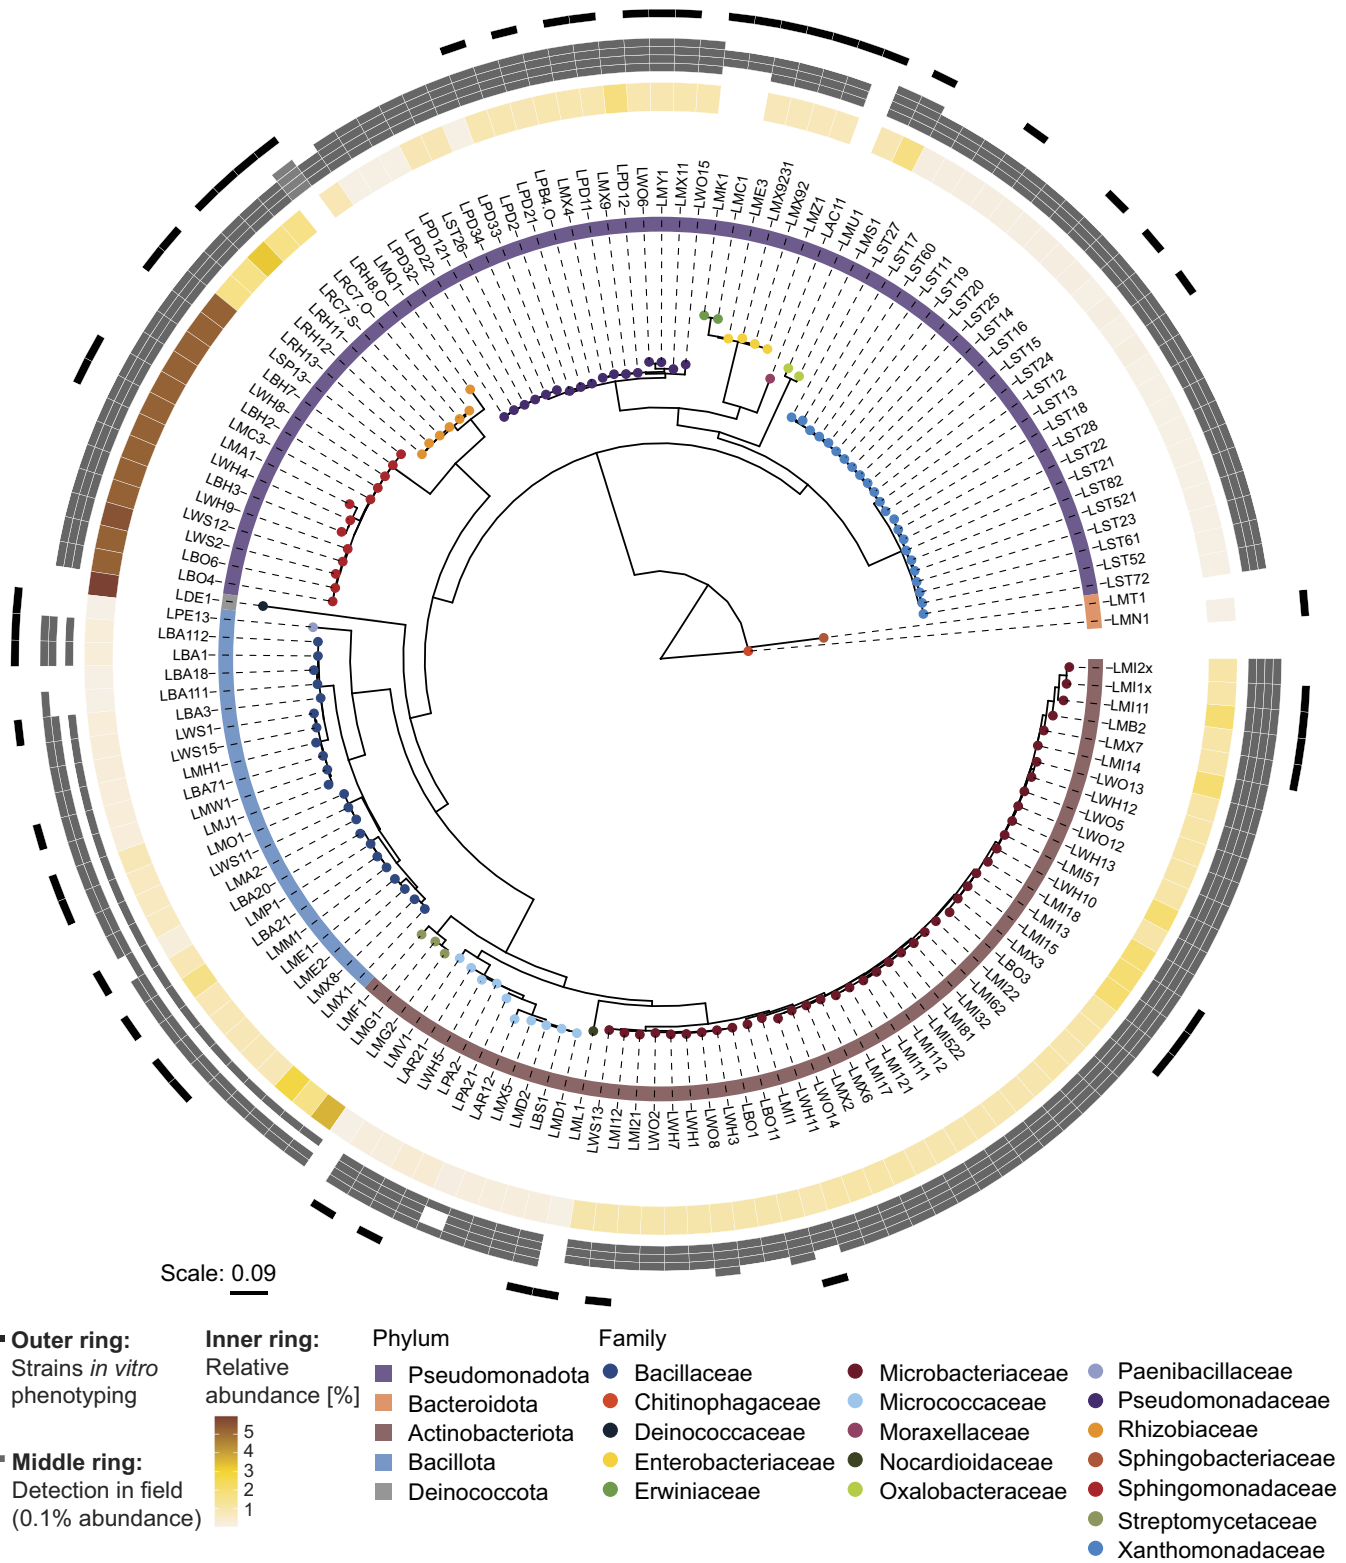 LDE1
LBO4
LBO6
LWS2
LWS12
LWH9
LBH3
LWH4
LMA1
LMC3
LBH2
LWH8
LBH7
LSP13
LRH13
LRH12
LRH11
LRC7.S
LRC7.O
LRH8.O
LMQ1
LPD32
LPD22
LPD121
LST26
LPD34
LPD33
LPD2
LPD21
LPB4.O
LMX4
LPD11
LMX9
LPD12
LWO6
LMY1
LMX11
LWO15
LMK1
LMC1
LME3
LMX9231
LMX92
LMZ1
LAC11
LMU1
LMS1
LST27
LST17
LST60
LST11
LST19
LST20
LST25
LST14
LST16
LST15
LST24
LST12
LST13
LST18
LST28
LST22
LST21
LST82
LST521
LST23
LST61
LST52
LST72
LMT1
LMN1
LMI2x
LMI1x
LMI11
LMB2
LMX7
LMI14
LWO13
LWH12
LWO5
LWO12
LWH13
LMI51
LWH10
LMI18
LMI13
LMI15
LMX3
LBO3
LMI22
LMI62
LMI32
LMI81
LMI522
LMI112
LMI111
LMI121
LMI17
LMX6
LMX2
LWO14
LWH11
LMI1
LBO11
LBO1
LWH3
LWO8
LWH1
LWH7
LWO2
LMI21
LMI12
LWS13
LML1
LMD1
LBS1
LMD2
LMX5
LAR12
LPA21
LPA2
LWH5
LAR21
LMV1
LMG2
LMG1
LMF1
LMX1
LMX8
LME2
LME1
LMM1
LBA21
LMP1
LBA20
LMA2
LWS11
LMO1
LMJ1
LMW1
LBA71
LMH1
LWS15
LWS1
LBA3
LBA111
LBA18
LBA1
LBA112
LPE13
Scale: 0.09
Outer ring:
Strains in vitro
phenotyping
Middle ring:
Detection in field
(0.1% abundance)
Inner ring:
Relative
abundance [%]
5
4
3
2
1
Phylum
Pseudomonadota
Bacteroidota
Actinobacteriota
Bacillota
Deinococcota
Family
Bacillaceae
Chitinophagaceae
Deinococcaceae
Enterobacteriaceae
Erwiniaceae
Microbacteriaceae
Micrococcaceae
Moraxellaceae
Nocardioidaceae
Oxalobacteraceae
Paenibacillaceae
Pseudomonadaceae
Rhizobiaceae
Sphingobacteriaceae
Sphingomonadaceae
Streptomycetaceae
Xanthomonadaceae